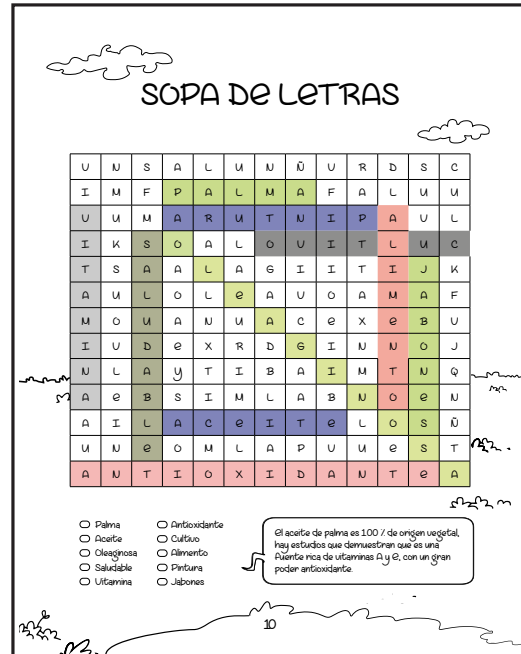 SOPA DE LETRAS
U N S A L U N Ñ U R D S C
I M F P A L M A F A L U U
U U M A R U T N I P A U L
I K S O A L O U I T L U C
T S A A L A G I I T I J K
A U L O L e A U O A M A F
M O U A N U A C e X e B U
I U D e X R D G I N N O J
N L A y T I B A I M T N Q
A e B S I M L A B N O e N
A I L A C e I T e L O S Ñ
U N e O M L A P U U e S T
A N T I O X I D A N T e A
Palma
Aceite
Oleaginosa
Saludable
Vitamina
Antioxidante
Cultivo
Alimento
Pintura
Jabones
El aceite de palma es 100 % de origen vegetal,
hay estudios que demuestran que es una
fuente rica de vitaminas A y E, con un gran
poder antioxidante.
10